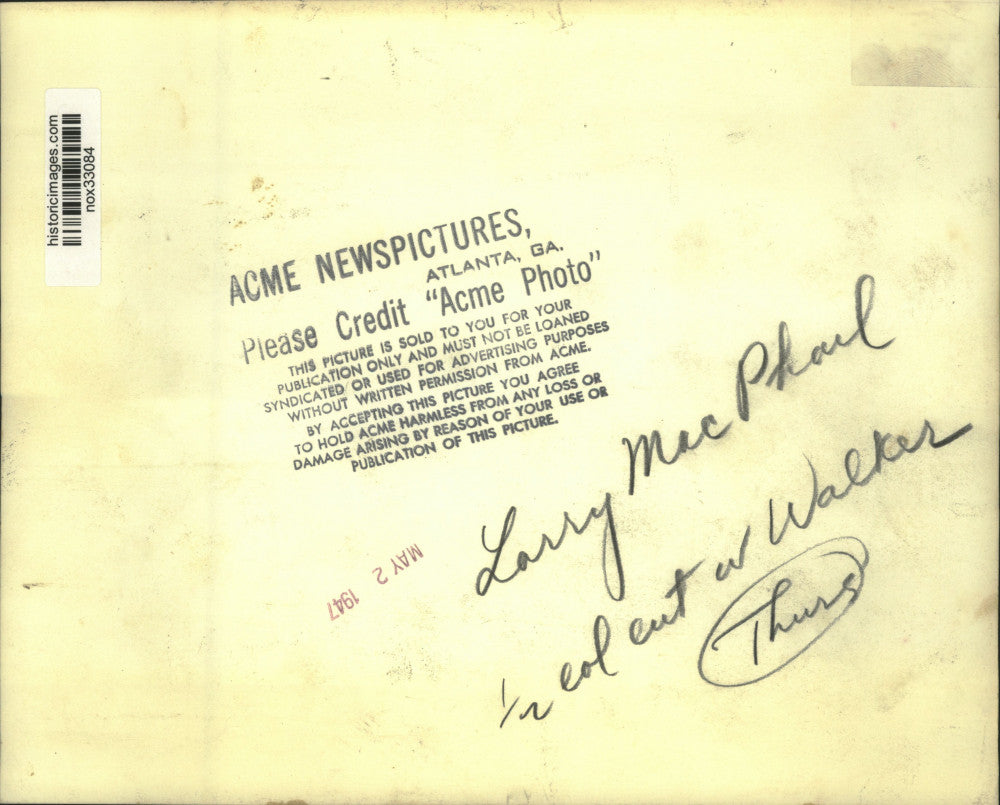 historicimages.com
nox33084
ACME NEWSPICTURES,
ATLANTA, GA.
Please Credit "Acme Photo"
THIS PICTURE IS SOLD TO YOU FOR YOUR
PUBLICATION ONLY AND MUST NOT BE LOANED
SYNDICATED OR USED FOR ADVERTISING PURPOSES
WITHOUT WRITTEN PERMISSION FROM ACME.
BY ACCEPTING THIS PICTURE YOU AGREE
TO HOLD ACME HARMLESS FROM ANY LOSS OR
DAMAGE ARISING BY REASON OF YOUR USE OR
PUBLICATION OF THIS PICTURE.
Larry MacPhail
1/2 col cut w Walker
Thurs
MAY 2 1947